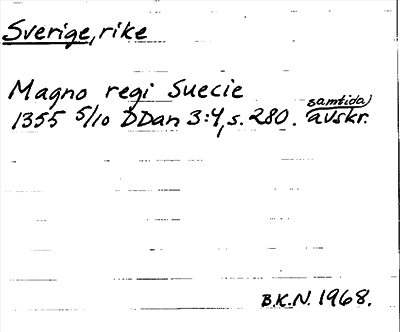 Sverige, rike
Magno regi Suecie
1355 5/10 DDan 3:4, s. 280. samtida avskr.
B.K.N. 1968.